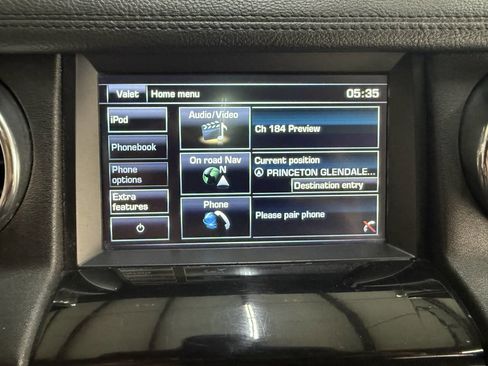 Valet Home menu 05:35
iPod
Audio/Video
Ch 184 Preview
Phonebook
On road Nav
N
Current position
PRINCETON GLENDALE...
Destination entry
Phone
options
Extra
features
Phone
Please pair phone